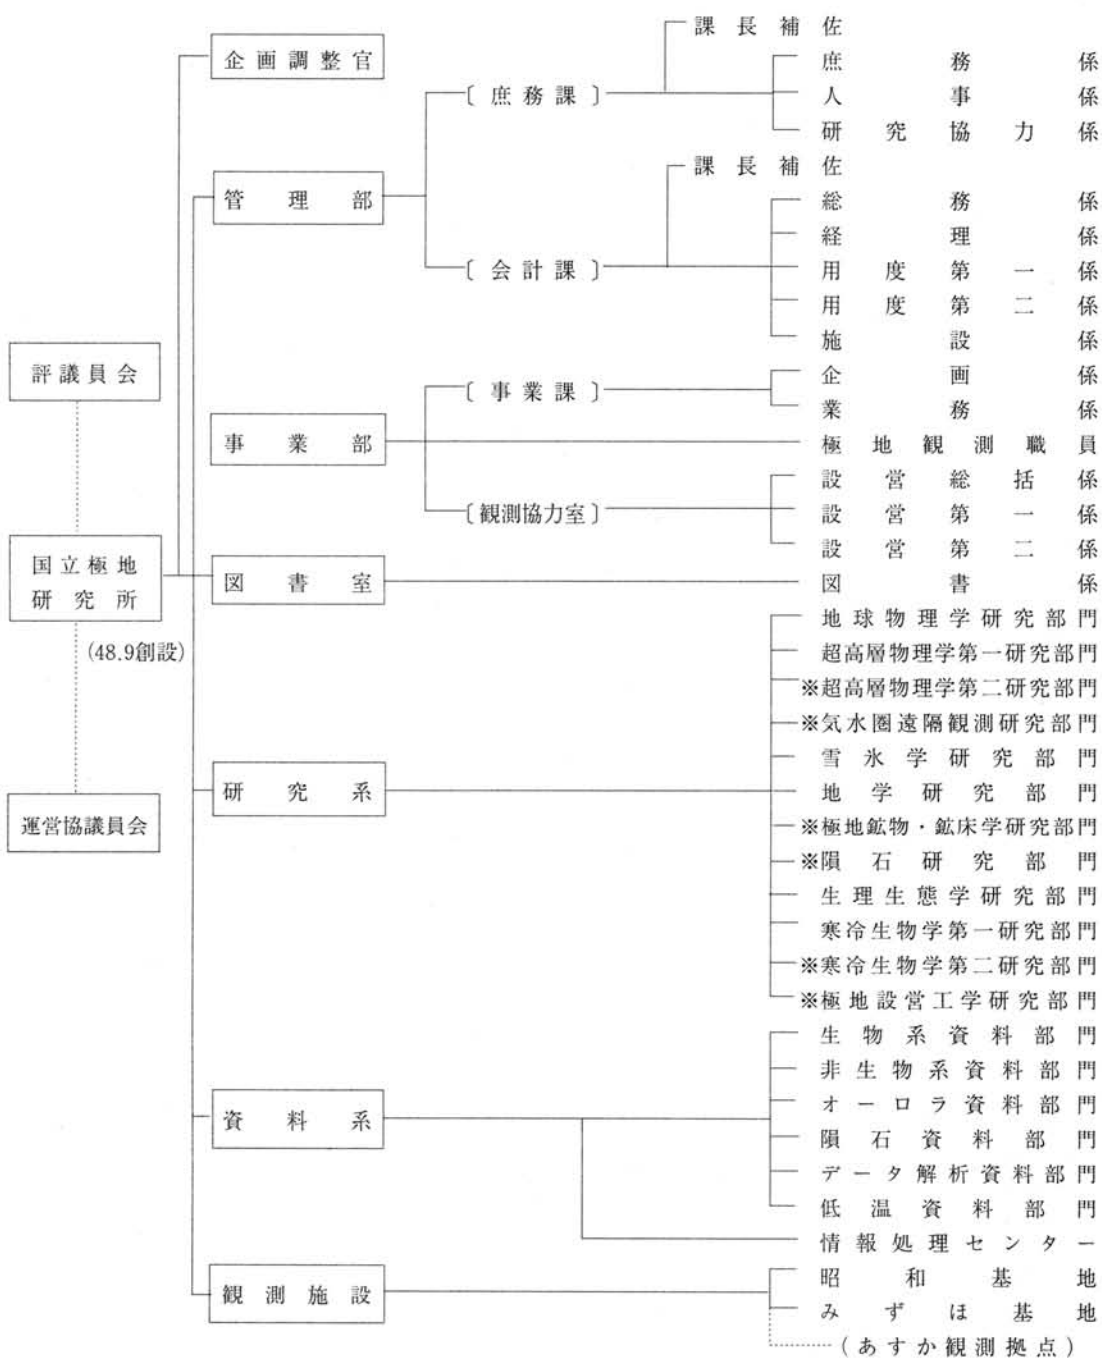 課長補佐
企画調整官
庶務係
〔庶務課〕
人事係
研究協力係
課長補佐
管理部
総務係
経理係
〔会計課〕
用度第一係
用度第二係
施設係
評議員会
企画係
〔事業課〕
業務係
事業部
極地観測職員
設営総括係
〔観測協力室〕
設営第一係
設営第二係
国立極地
研究所
(48.9創設)
図書室
図書係
地球物理学研究部門
超高層物理学第一研究部門
※超高層物理学第二研究部門
※気水圏遠隔観測研究部門
雪氷学研究部門
研究系
地学研究部門
運営協議員会
※極地鉱物・鉱床学研究部門
※隕石研究部門
生理生態学研究部門
寒冷生物学第一研究部門
※寒冷生物学第二研究部門
※極地設営工学研究部門
生物系資料部門
非生物系資料部門
オーロラ資料部門
資料系
隕石資料部門
データ解析資料部門
低温資料部門
情報処理センター
観測施設
昭和基地
みずほ基地
(あすか観測拠点)